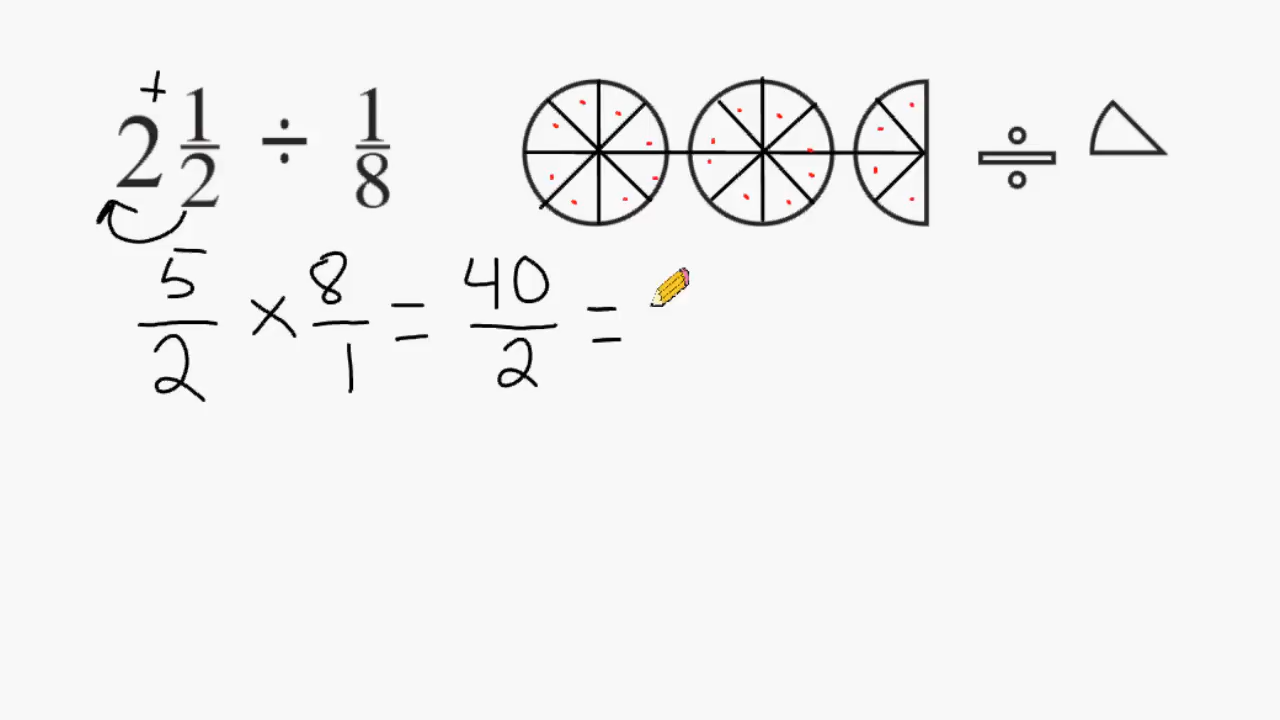 2 + 1/2 ÷ 1/8
5/2 × 8/1 = 40/2 =